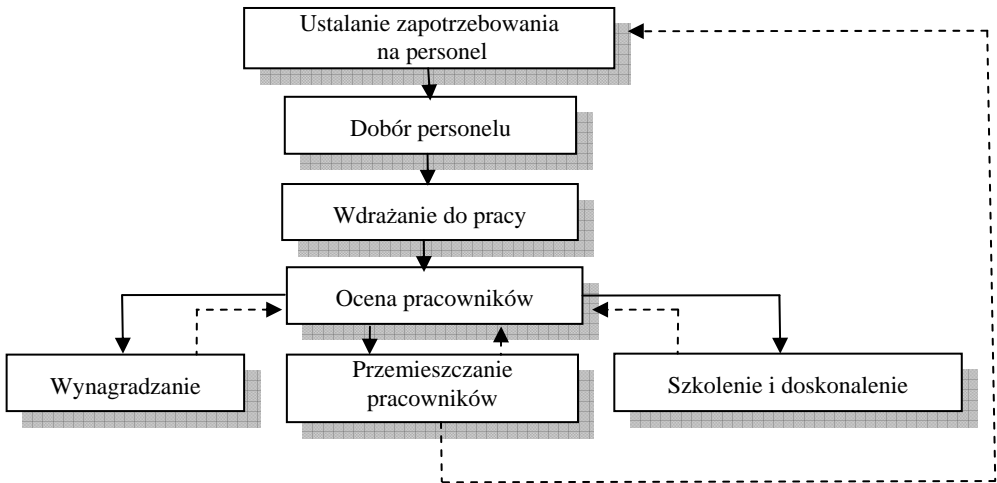 Ustalanie zapotrzebowania
na personel
Dobór personelu
Wdrażanie do pracy
Ocena pracowników
Wynagradzanie
Przemieszczanie
pracowników
Szkolenie i doskonalenie